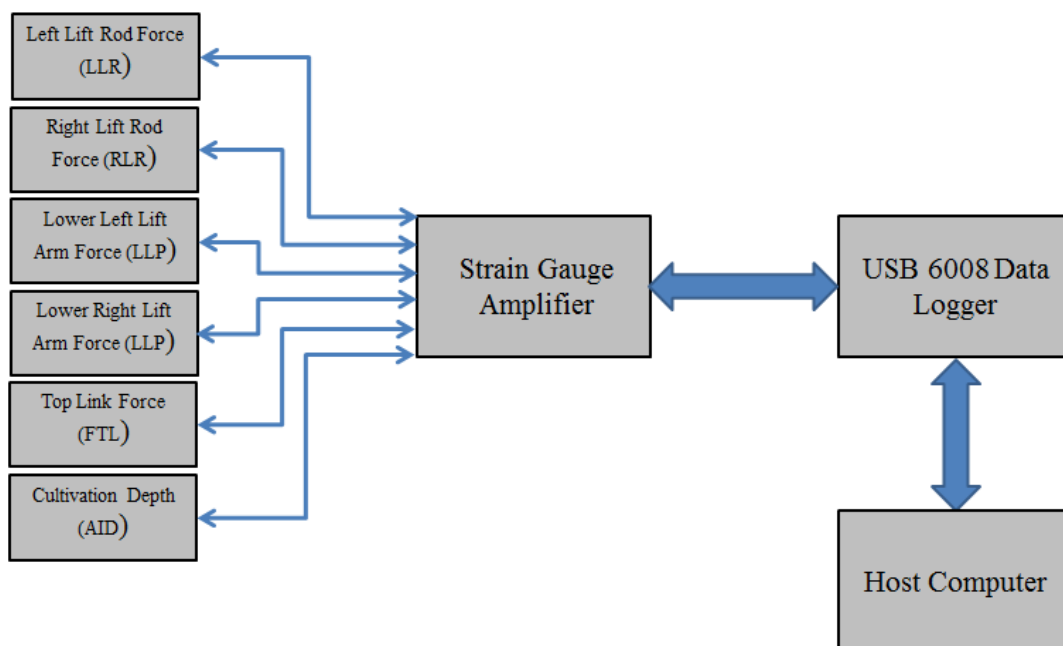 Left Lift Rod Force
(LLR)
Right Lift Rod
Force (RLR)
Lower Left Lift
Arm Force (LLP)
Lower Right Lift
Arm Force (LLP)
Top Link Force
(FTL)
Cultivation Depth
(AID)
Strain Gauge
Amplifier
USB 6008 Data
Logger
Host Computer